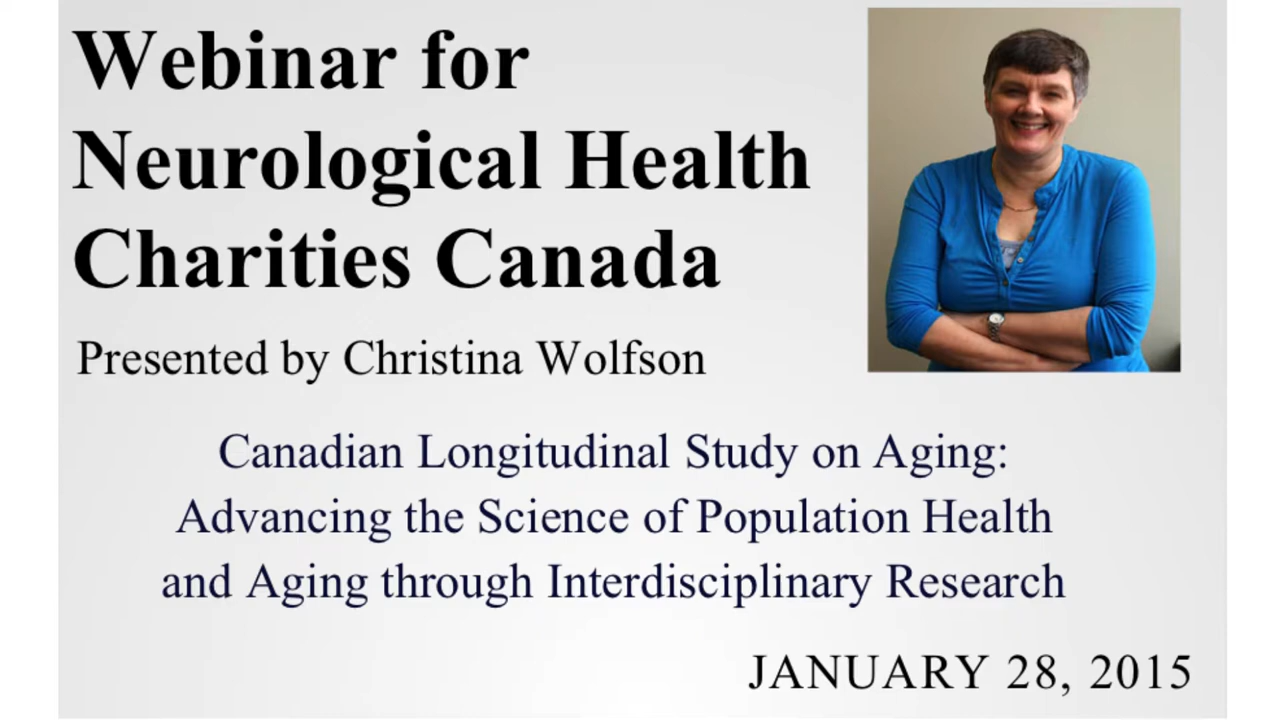 Webinar for
Neurological Health
Charities Canada
Presented by Christina Wolfson
Canadian Longitudinal Study on Aging:
Advancing the Science of Population Health
and Aging through Interdisciplinary Research
JANUARY 28, 2015